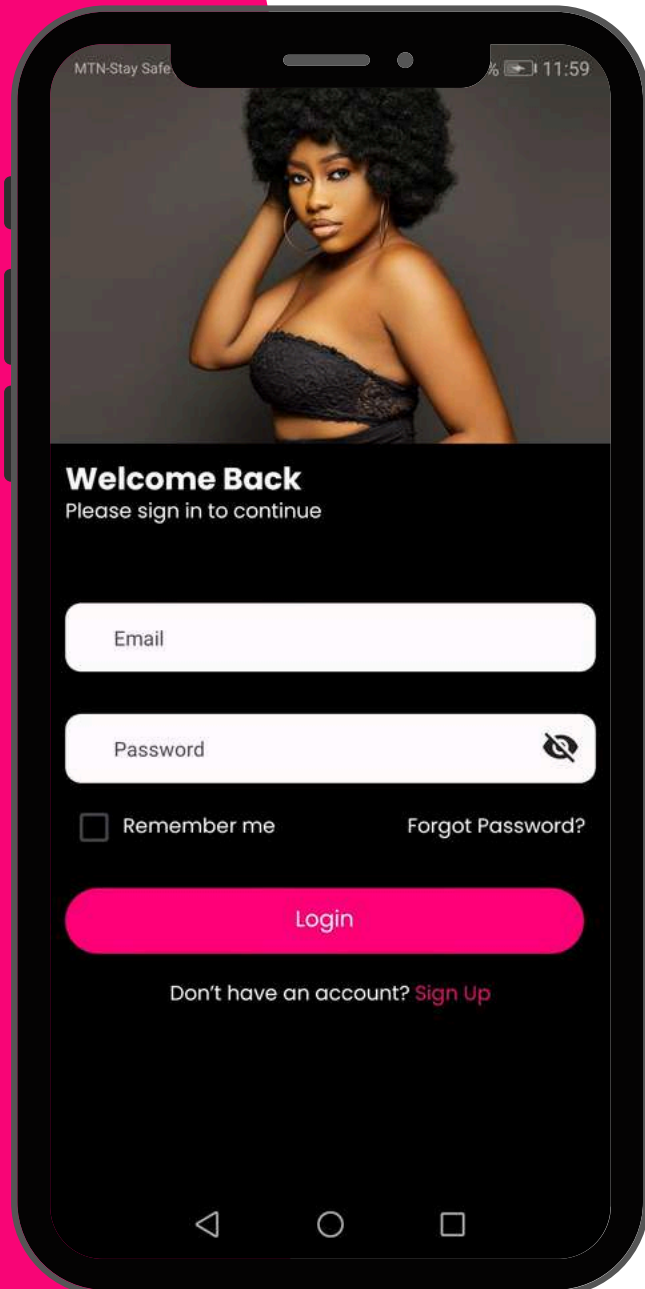 MTN-Stay Safe % 11:59
Welcome Back
Please sign in to continue
Email
Password
Remember me Forgot Password?
Login
Don’t have an account? Sign Up